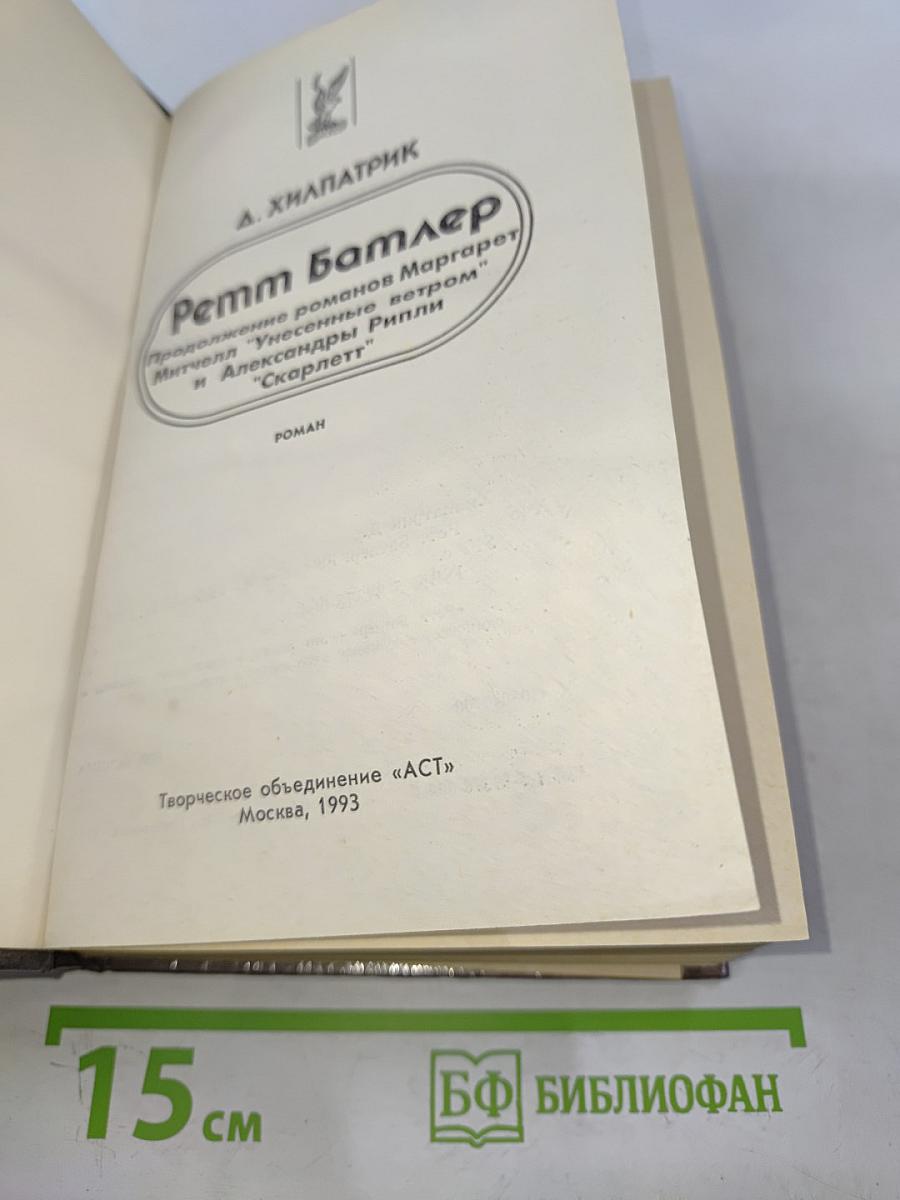 Д. ХИЛПАТРИК
Ретт Батлер
Продолжение романов Маргарет
Митчелл "Унесенные ветром"
и Александры Рипли
"Скарлетт"
РОМАН
Творческое объединение «АСТ»
Москва, 1993
15 см
БФ БИБЛИОФАН